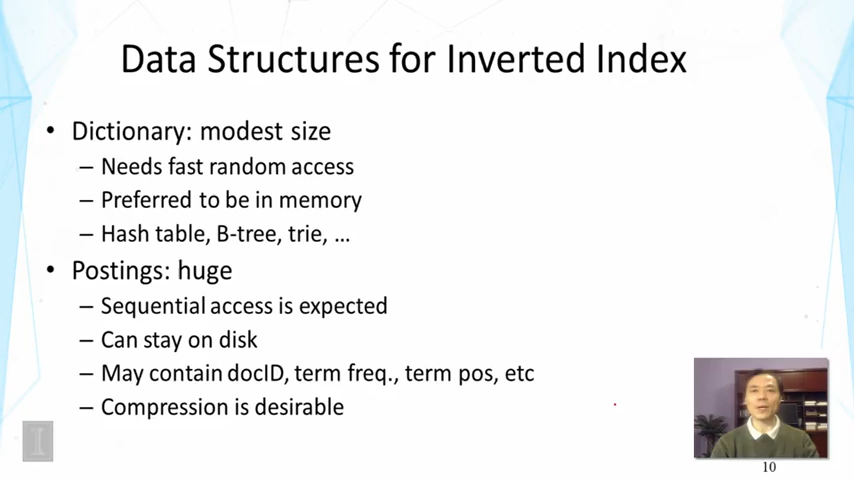 Data Structures for Inverted Index
• Dictionary: modest size
– Needs fast random access
– Preferred to be in memory
– Hash table, B-tree, trie, ...
• Postings: huge
– Sequential access is expected
– Can stay on disk
– May contain docID, term freq., term pos, etc
– Compression is desirable
I
10